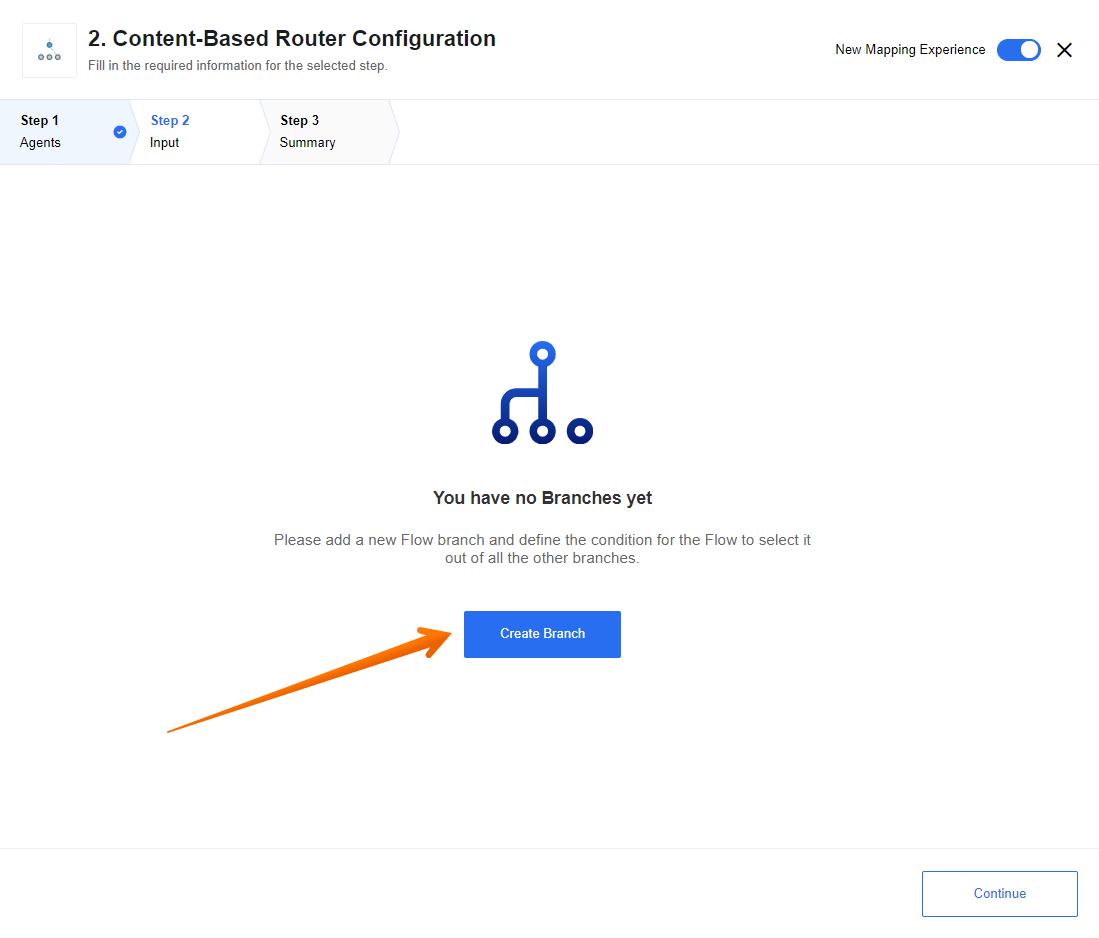 2. Content-Based Router Configuration
Fill in the required information for the selected step.
New Mapping Experience
Step 1
Agents
Step 2
Input
Step 3
Summary
You have no Branches yet
Please add a new Flow branch and define the condition for the Flow to select it
out of all the other branches.
Create Branch
Continue